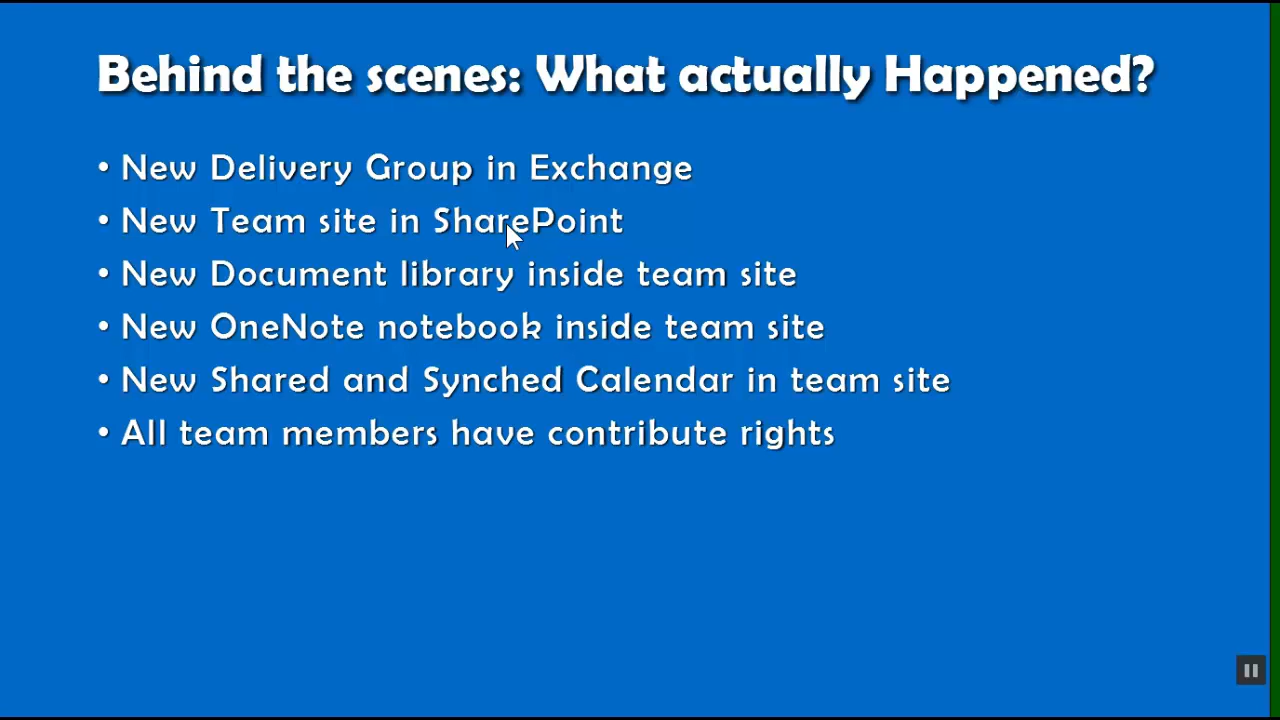 Behind the scenes: What actually Happened?
• New Delivery Group in Exchange
• New Team site in SharePoint
• New Document library inside team site
• New OneNote notebook inside team site
• New Shared and Synched Calendar in team site
• All team members have contribute rights